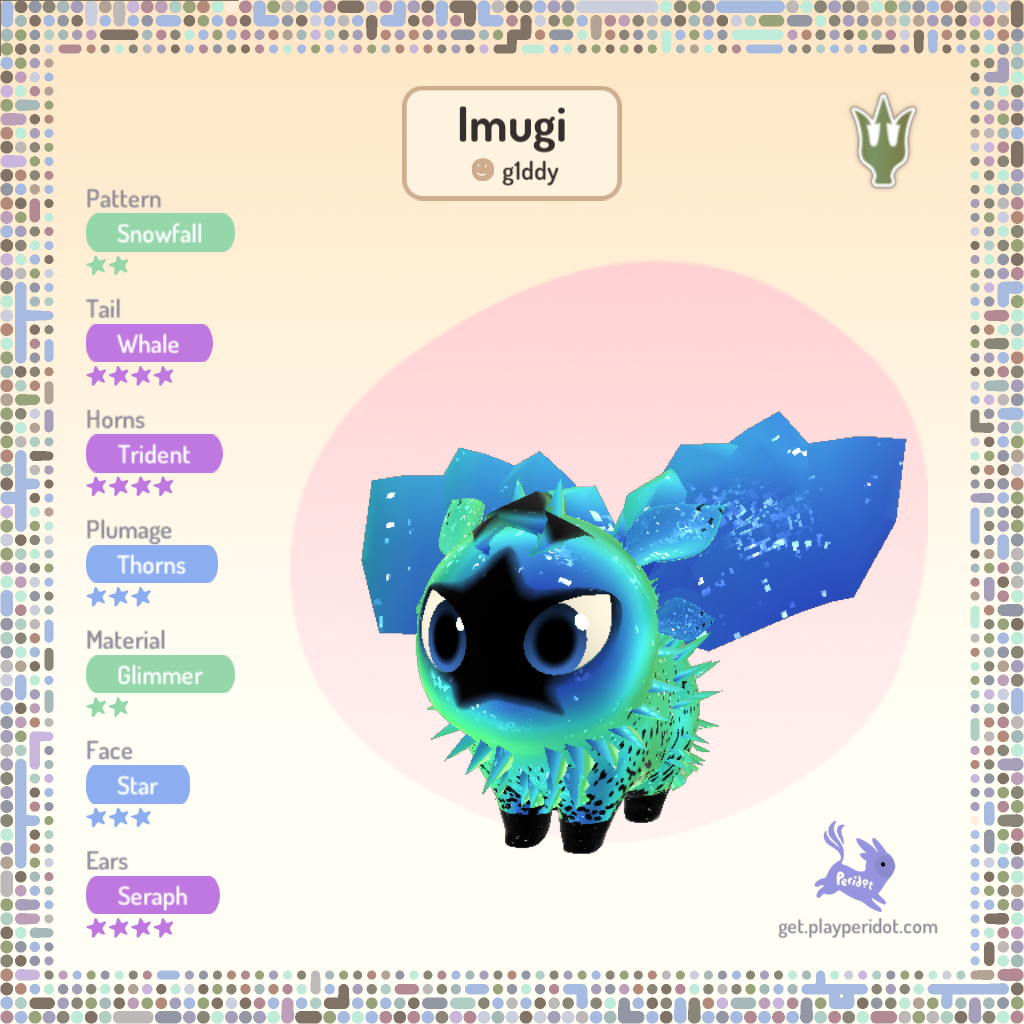 Imugi
g1ddy
Pattern
Snowfall
Tail
Whale
Horns
Trident
Plumage
Thorns
Material
Glimmer
Face
Star
Ears
Seraph
Peridot
get.playperidot.com